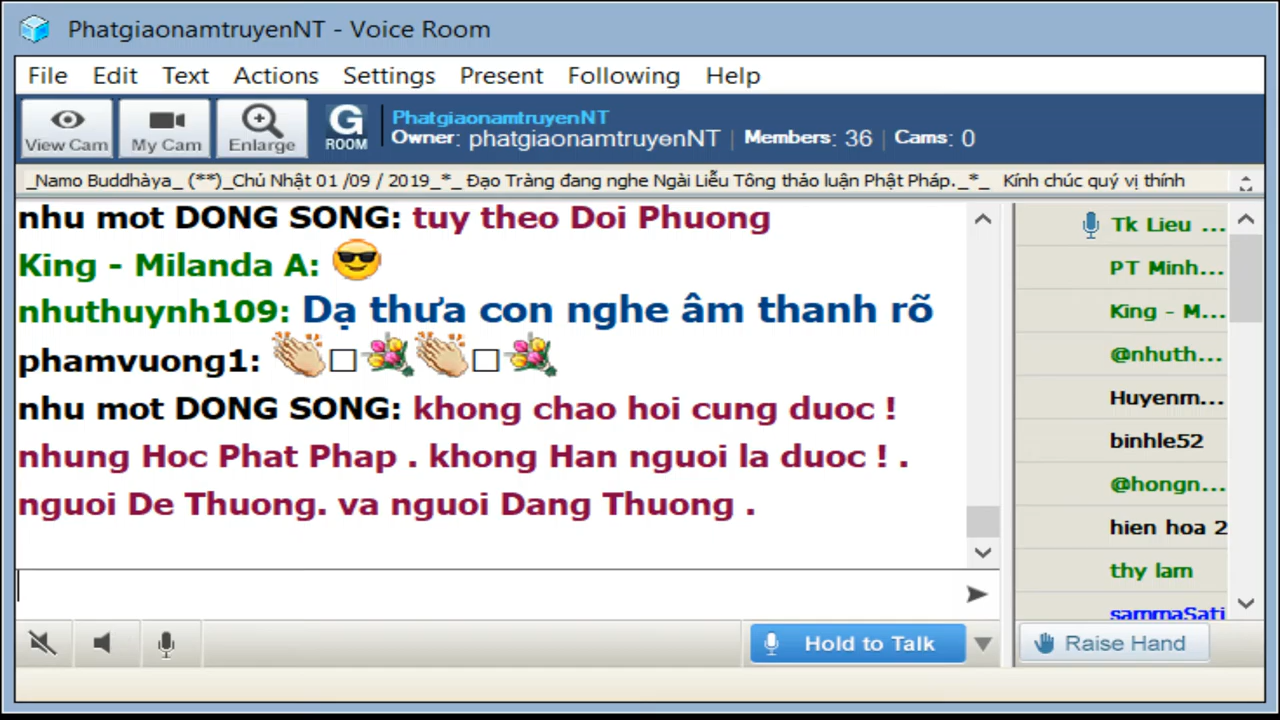 PhatgiaonamtruyenNT - Voice Room
File Edit Text Actions Settings Present Following Help
View Cam My Cam Enlarge G ROOM
PhatgiaonamtruyenNT
Owner: phatgiaonamtruyenNT | Members: 36 | Cams: 0
_Namo Buddhàya_ (**)_Chủ Nhật 01 /09 / 2019_*_ Đạo Tràng đang nghe Ngài Liễu Tông thảo luận Phật Pháp._*_ Kính chúc quý vị thính
nhu mot DONG SONG: tuy theo Doi Phuong
King - Milanda A: 😎
nhuthuynh109: Dạ thưa con nghe âm thanh rõ
phamvuong1: 👏□💐👏□💐
nhu mot DONG SONG: khong chao hoi cung duoc !
nhung Hoc Phat Phap . khong Han nguoi la duoc ! .
nguoi De Thuong. va nguoi Dang Thuong .
Tk Lieu ...
PT Minh...
King - M...
@nhuth...
Huyenm...
binhle52
@hongn...
hien hoa 2
thy lam
sammaSati
Hold to Talk
Raise Hand